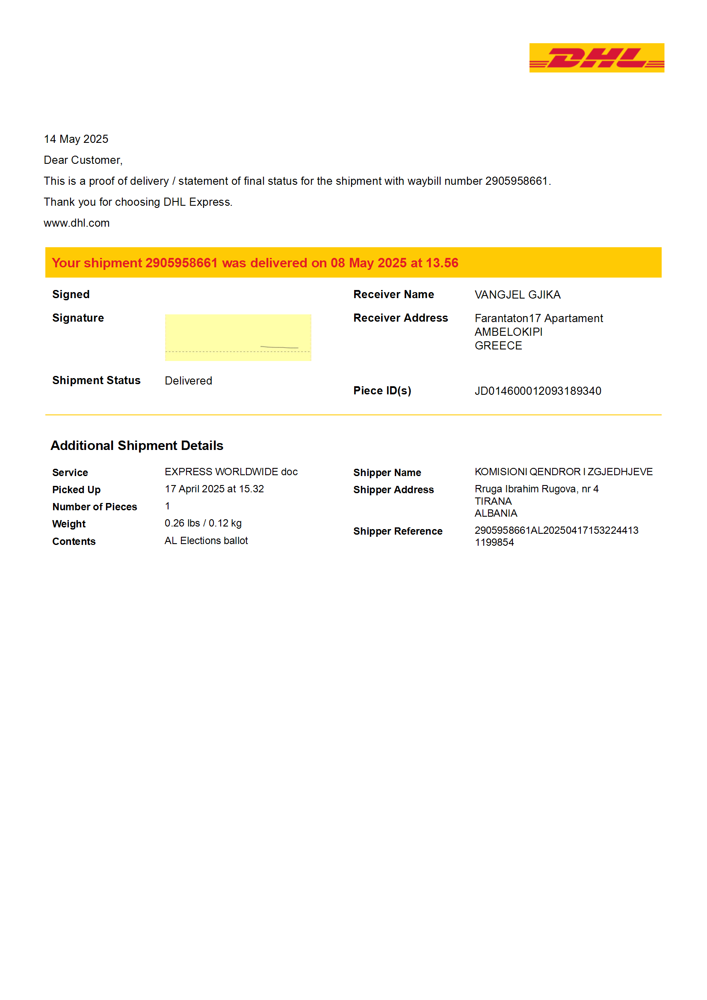 DHL
14 May 2025
Dear Customer,
This is a proof of delivery / statement of final status for the shipment with waybill number 2905958661.
Thank you for choosing DHL Express.
www.dhl.com
Your shipment 2905958661 was delivered on 08 May 2025 at 13.56
Signed
Receiver Name VANGJEL GJIKA
Signature
Receiver Address Farantaton17 Apartament
AMBELOKIPI
GREECE
Shipment Status Delivered
Piece ID(s) JD014600012093189340
Additional Shipment Details
Service EXPRESS WORLDWIDE doc
Picked Up 17 April 2025 at 15.32
Number of Pieces 1
Weight 0.26 lbs / 0.12 kg
Contents AL Elections ballot
Shipper Name KOMISIONI QENDROR I ZGJEDHJEVE
Shipper Address Rruga Ibrahim Rugova, nr 4
TIRANA
ALBANIA
Shipper Reference 2905958661AL20250417153224413
1199854